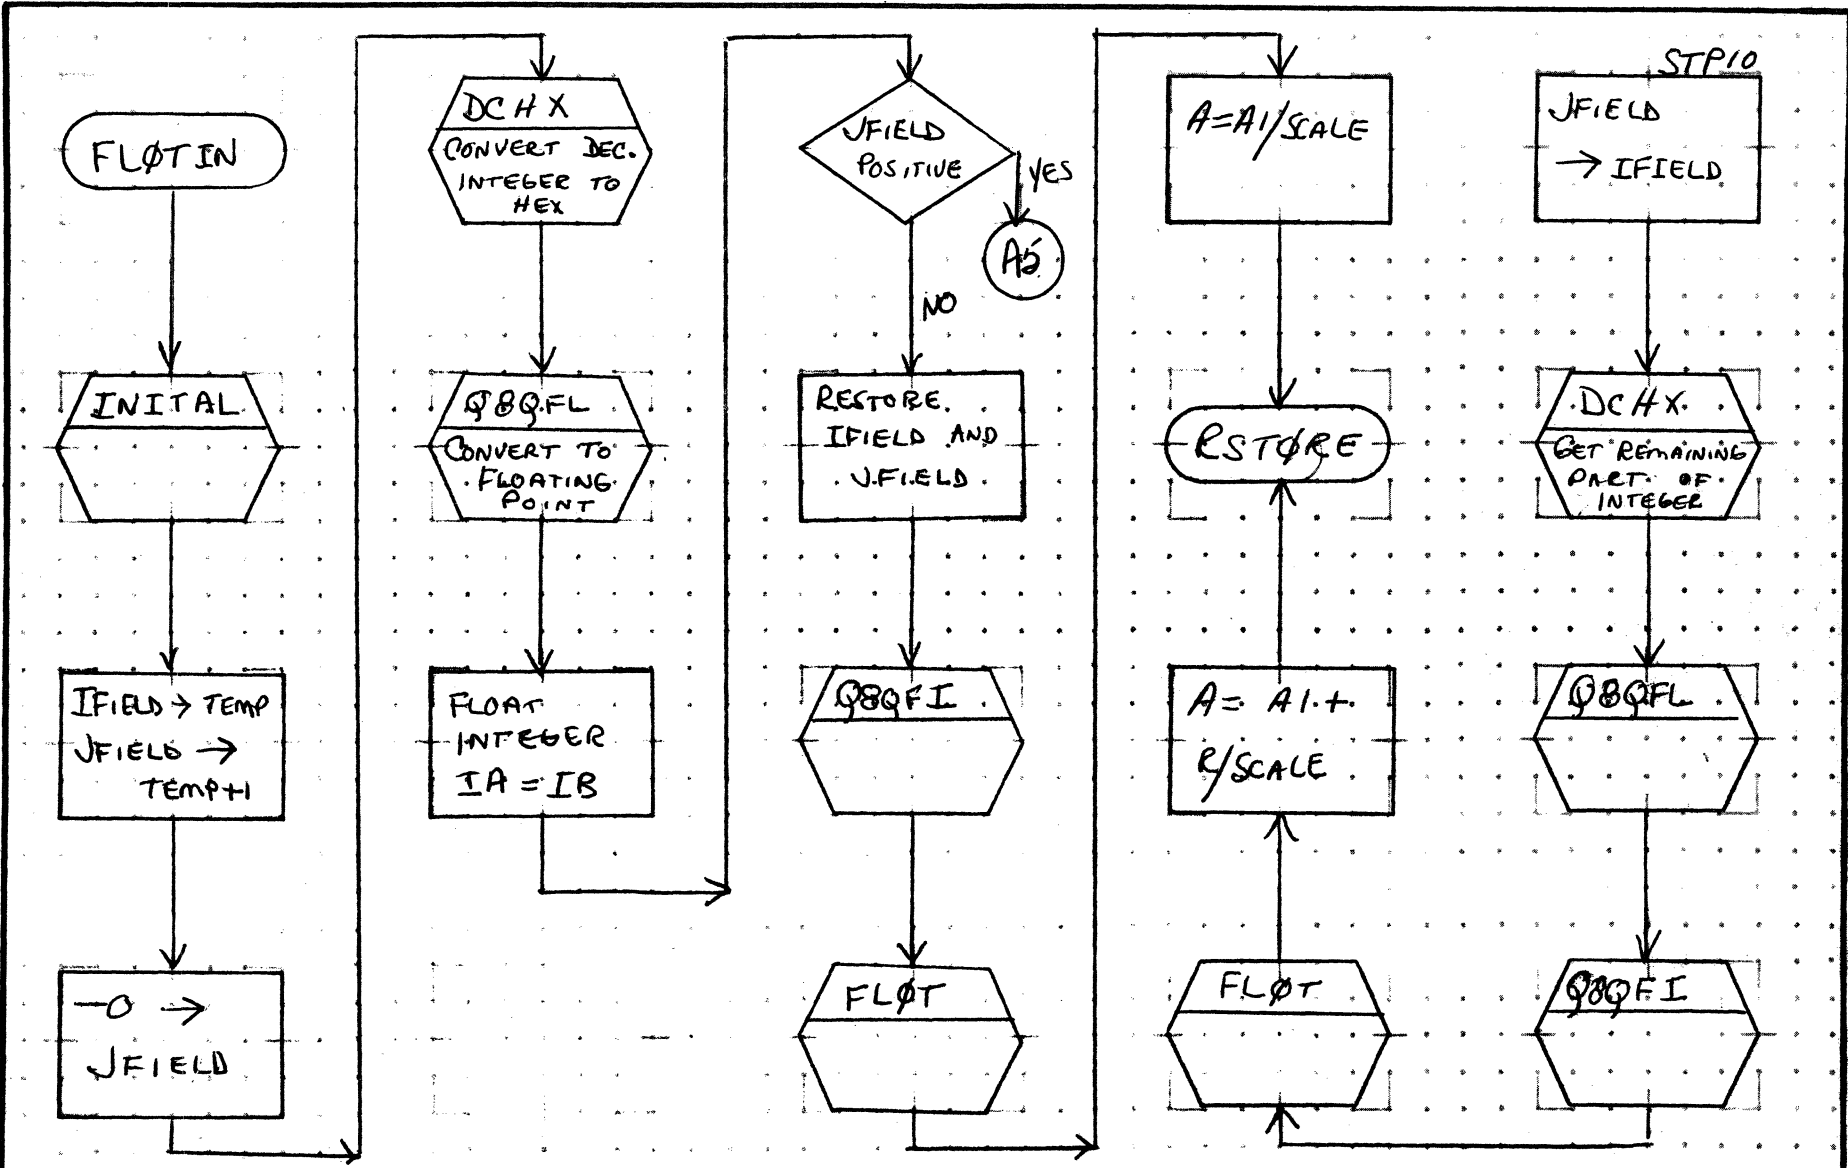 FLØTIN
INITAL
IFIELD → TEMP
JFIELD →
TEMP+1
-0 →
JFIELD
DCHX
CONVERT DEC.
INTEGER TO
HEX
Q8QFL
CONVERT TO
FLOATING
POINT
FLOAT
INTEGER
IA = IB
JFIELD
POSITIVE
YES
A5
NO
RESTORE
IFIELD AND
JFIELD
Q8QFI
FLØT
A=A1/SCALE
RSTØRE
A= A1+
R/SCALE
FLØT
STP10
JFIELD
→ IFIELD
DCHX
GET REMAINING
PART OF
INTEGER
Q8QFL
Q8QFI